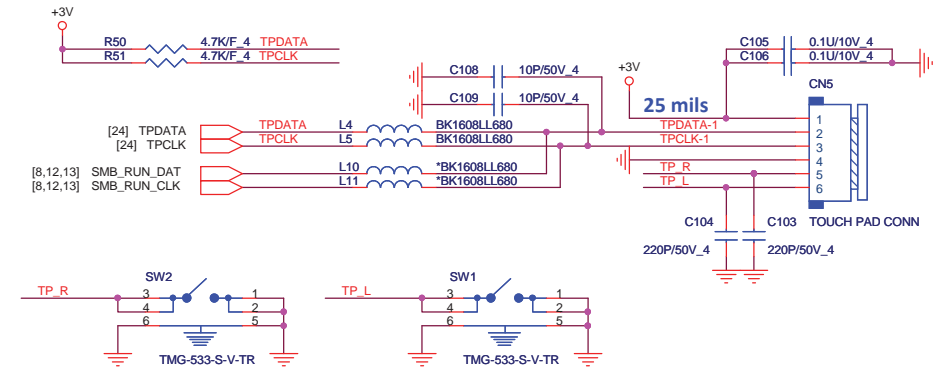 +3V
R50 4.7K/F_4 TPDATA
R51 4.7K/F_4 TPCLK
C105 0.1U/10V_4
C106 0.1U/10V_4
C108 10P/50V_4
C109 10P/50V_4
+3V
CN5
25 mils
1
[24] TPDATA TPDATA L4 BK1608LL680 TPDATA-1 2
[24] TPCLK TPCLK L5 BK1608LL680 TPCLK-1 3
4
[8,12,13] SMB_RUN_DAT L10 *BK1608LL680 TP_R 5
[8,12,13] SMB_RUN_CLK L11 *BK1608LL680 TP_L 6
C104 C103 TOUCH PAD CONN
220P/50V_4 220P/50V_4
SW2 SW1
TP_R 3 1 TP_L 3 1
4 2 4 2
6 5 6 5
TMG-533-S-V-TR TMG-533-S-V-TR